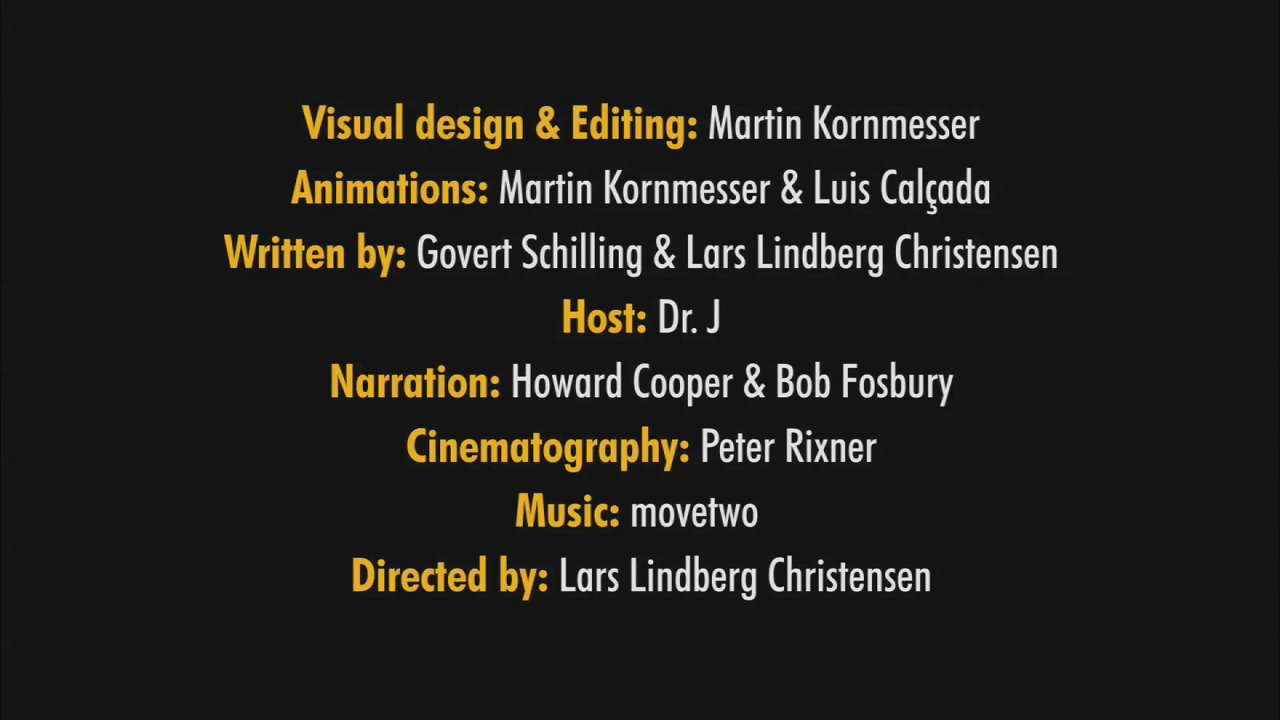 Visual design & Editing: Martin Kornmesser
Animations: Martin Kornmesser & Luis Calçada
Written by: Govert Schilling & Lars Lindberg Christensen
Host: Dr. J
Narration: Howard Cooper & Bob Fosbury
Cinematography: Peter Rixner
Music: movetwo
Directed by: Lars Lindberg Christensen